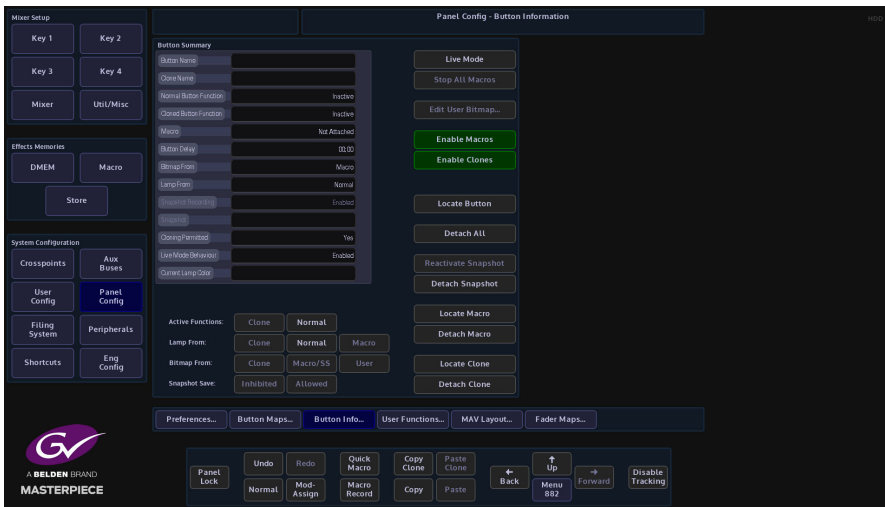 Mixer Setup
Panel Config - Button Information
HDD
Key 1 Key 2
Key 3 Key 4
Mixer Util/Misc
Effects Memories
DMEM Macro
Store
System Configuration
Crosspoints Aux Buses
User Config Panel Config
Filing System Peripherals
Shortcuts Eng Config
Button Summary
Button Name
Clone Name
Normal Button Function Inactive
Cloned Button Function Inactive
Macro Not Attached
Button Delay 00:00
Bitmap From Macro
Lamp From Normal
Snapshot Recording Enabled
Snapshot
Cloning Permitted Yes
Live Mode Behaviour Enabled
Current Lamp Color
Active Functions: Clone Normal
Lamp From: Clone Normal Macro
Bitmap From: Clone Macro/SS User
Snapshot Save: Inhibited Allowed
Live Mode
Stop All Macros
Edit User Bitmap...
Enable Macros
Enable Clones
Locate Button
Detach All
Reactivate Snapshot
Detach Snapshot
Locate Macro
Detach Macro
Locate Clone
Detach Clone
Preferences... Button Maps... Button Info... User Functions... MAV Layout... Fader Maps...
GV
A BELDEN BRAND
MASTERPIECE
Panel Lock
Undo Redo
Normal Mod-Assign
Quick Macro
Macro Record
Copy Clone Paste Clone
Copy Paste
← Back
↑ Up
Menu 882
→ Forward
Disable Tracking